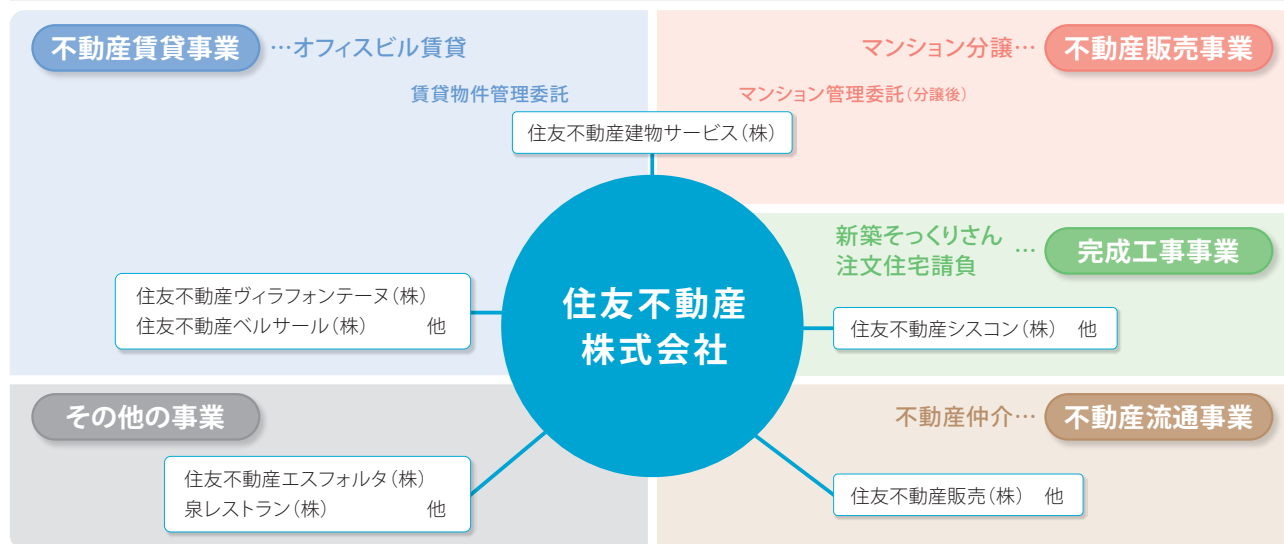 不動産賃貸事業 …オフィスビル賃貸
賃貸物件管理委託
マンション分譲… 不動産販売事業
マンション管理委託(分譲後)
住友不動産建物サービス(株)
新築そっくりさん
注文住宅請負
… 完成工事事業
住友不動産ヴィラフォンテーヌ(株)
住友不動産ベルサール(株) 他
住友不動産
株式会社
住友不動産シスコン(株) 他
その他の事業
不動産仲介… 不動産流通事業
住友不動産エスフォルタ(株)
泉レストラン(株) 他
住友不動産販売(株) 他